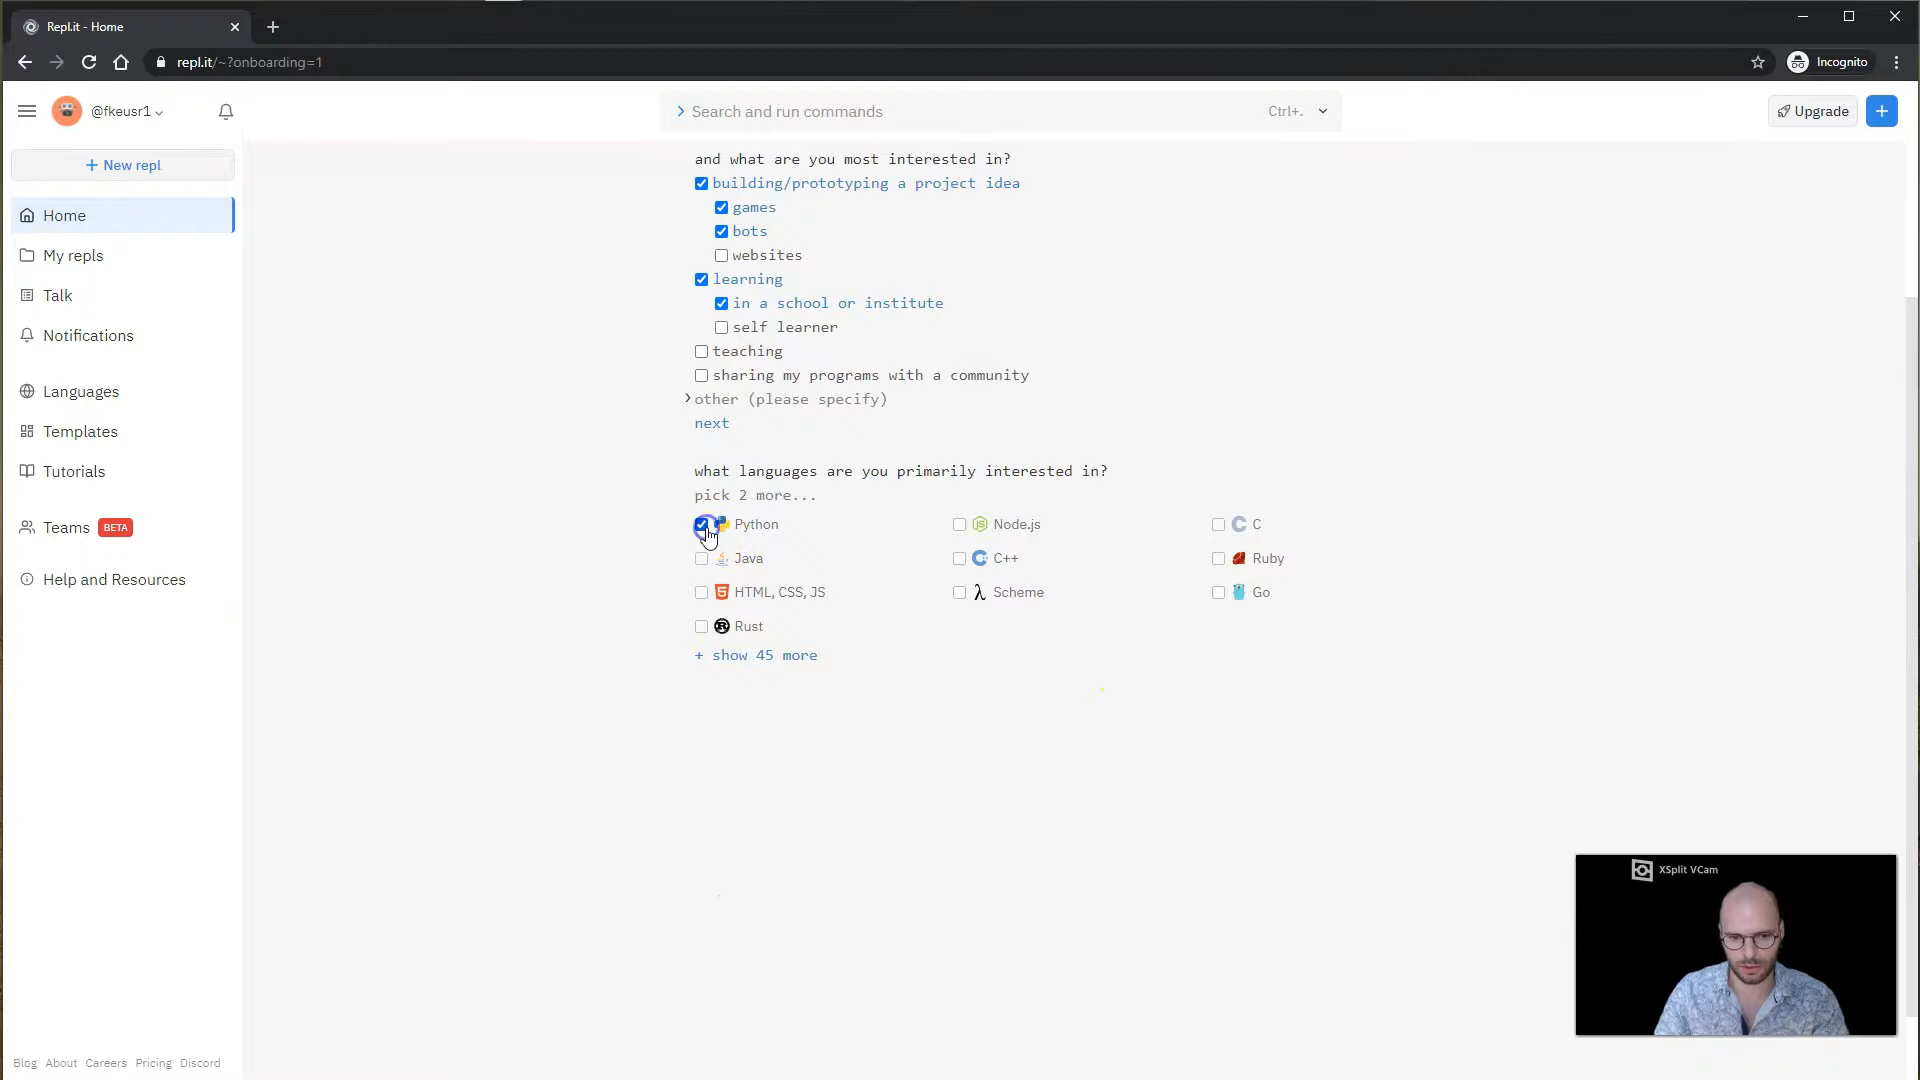 Repl.it - Home
repl.it/~?onboarding=1
Incognito
@fkeusr1
Search and run commands
Ctrl+.
Upgrade
+ New repl
Home
My repls
Talk
Notifications
Languages
Templates
Tutorials
Teams BETA
Help and Resources
Blog About Careers Pricing Discord
and what are you most interested in?
building/prototyping a project idea
games
bots
websites
learning
in a school or institute
self learner
teaching
sharing my programs with a community
other (please specify)
next
what languages are you primarily interested in?
pick 2 more...
Python Node.js C
Java C++ Ruby
HTML, CSS, JS Scheme Go
Rust
+ show 45 more
XSplit VCam